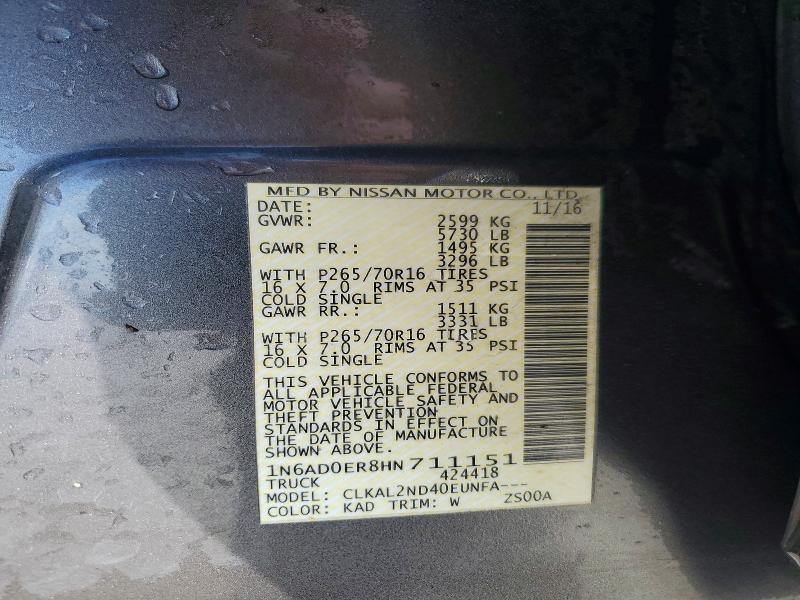 MFD BY NISSAN MOTOR CO., LTD.
DATE: 11/16
GVWR: 2599 KG
5730 LB
GAWR FR.: 1495 KG
3296 LB
WITH P265/70R16 TIRES
16 X 7.0 RIMS AT 35 PSI
COLD SINGLE
GAWR RR.: 1511 KG
3331 LB
WITH P265/70R16 TIRES
16 X 7.0 RIMS AT 35 PSI
COLD SINGLE
THIS VEHICLE CONFORMS TO
ALL APPLICABLE FEDERAL
MOTOR VEHICLE SAFETY AND
THEFT PREVENTION
STANDARDS IN EFFECT ON
THE DATE OF MANUFACTURE
SHOWN ABOVE.
1N6AD0ER8HN711151
TRUCK 424418
MODEL: CLKAL2ND40EUNFA---
COLOR: KAD TRIM: W ZS00A